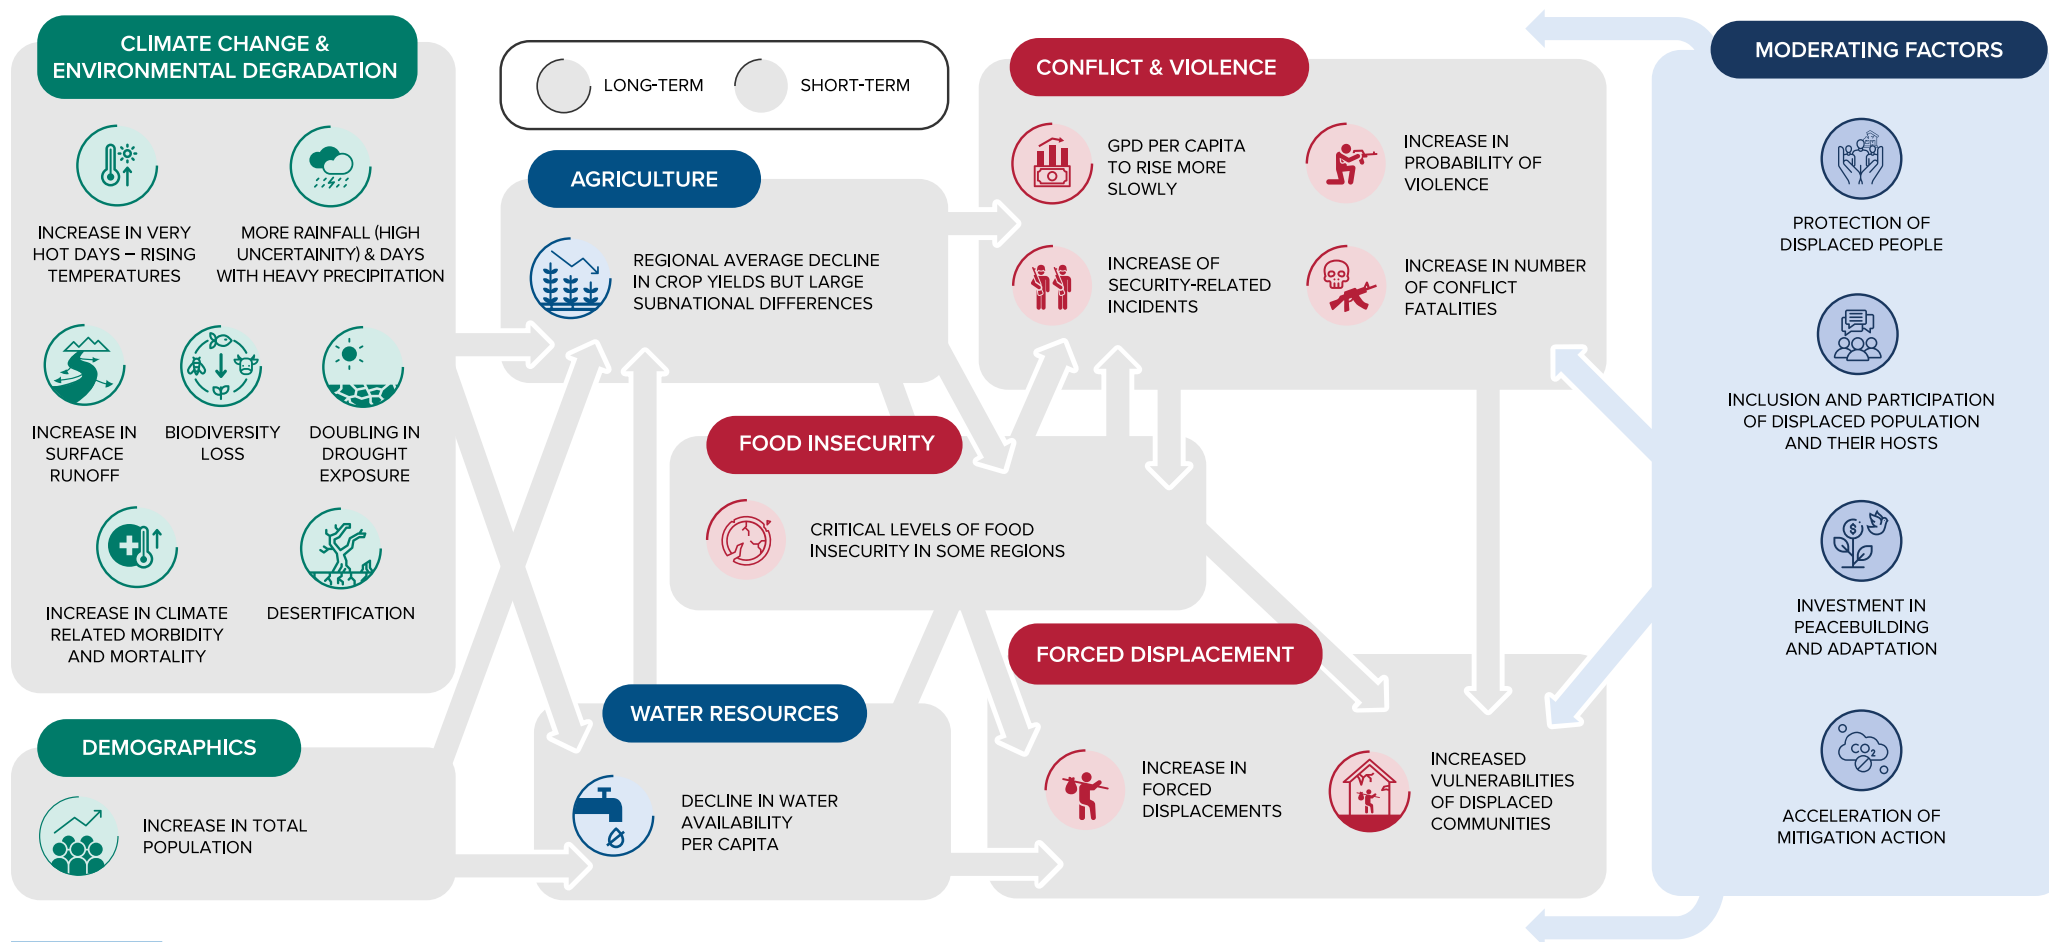 CLIMATE CHANGE &
ENVIRONMENTAL DEGRADATION
INCREASE IN VERY
HOT DAYS – RISING
TEMPERATURES
MORE RAINFALL (HIGH
UNCERTAINITY) & DAYS
WITH HEAVY PRECIPITATION
INCREASE IN
SURFACE
RUNOFF
BIODIVERSITY
LOSS
DOUBLING IN
DROUGHT
EXPOSURE
INCREASE IN CLIMATE
RELATED MORBIDITY
AND MORTALITY
DESERTIFICATION
DEMOGRAPHICS
INCREASE IN TOTAL
POPULATION
LONG-TERM
SHORT-TERM
AGRICULTURE
REGIONAL AVERAGE DECLINE
IN CROP YIELDS BUT LARGE
SUBNATIONAL DIFFERENCES
FOOD INSECURITY
CRITICAL LEVELS OF FOOD
INSECURITY IN SOME REGIONS
WATER RESOURCES
DECLINE IN WATER
AVAILABILITY
PER CAPITA
CONFLICT & VIOLENCE
GPD PER CAPITA
TO RISE MORE
SLOWLY
INCREASE IN
PROBABILITY OF
VIOLENCE
INCREASE OF
SECURITY-RELATED
INCIDENTS
INCREASE IN NUMBER
OF CONFLICT
FATALITIES
FORCED DISPLACEMENT
INCREASE IN
FORCED
DISPLACEMENTS
INCREASED
VULNERABILITIES
OF DISPLACED
COMMUNITIES
MODERATING FACTORS
PROTECTION OF
DISPLACED PEOPLE
INCLUSION AND PARTICIPATION
OF DISPLACED POPULATION
AND THEIR HOSTS
$
INVESTMENT IN
PEACEBUILDING
AND ADAPTATION
CO2
ACCELERATION OF
MITIGATION ACTION